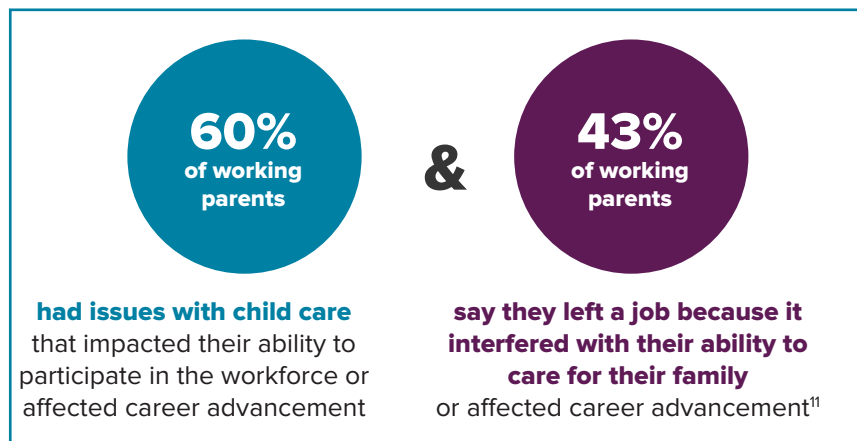 60%
of working
parents
&
43%
of working
parents
had issues with child care
that impacted their ability to
participate in the workforce or
affected career advancement
say they left a job because it
interfered with their ability to
care for their family
or affected career advancement¹¹